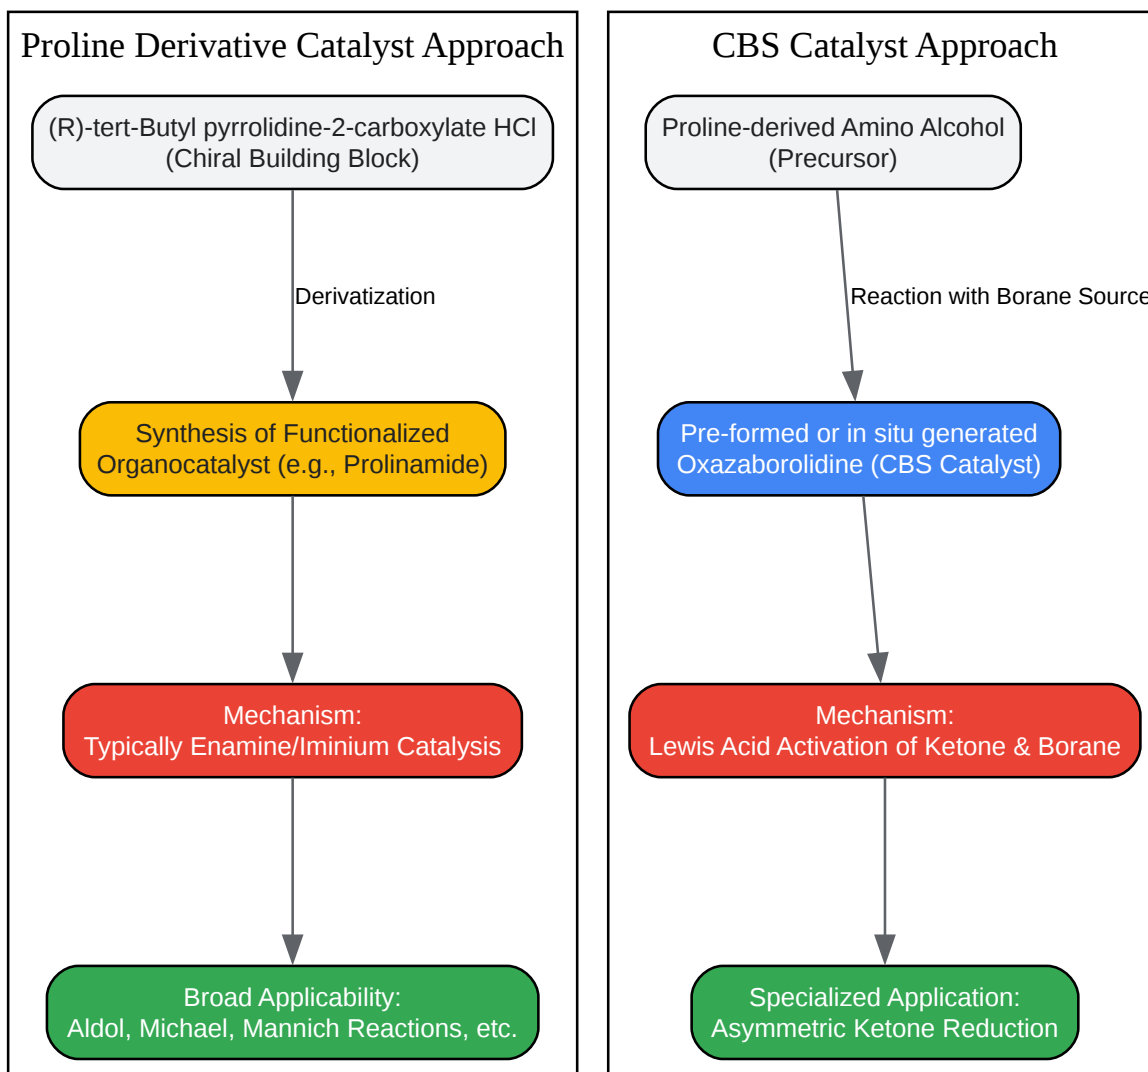 Proline Derivative Catalyst Approach
(R)-tert-Butyl pyrrolidine-2-carboxylate HCl
(Chiral Building Block)
Derivatization
Synthesis of Functionalized
Organocatalyst (e.g., Prolinamide)
Mechanism:
Typically Enamine/Iminium Catalysis
Broad Applicability:
Aldol, Michael, Mannich Reactions, etc.
CBS Catalyst Approach
Proline-derived Amino Alcohol
(Precursor)
Reaction with Borane Source
Pre-formed or in situ generated
Oxazaborolidine (CBS Catalyst)
Mechanism:
Lewis Acid Activation of Ketone & Borane
Specialized Application:
Asymmetric Ketone Reduction